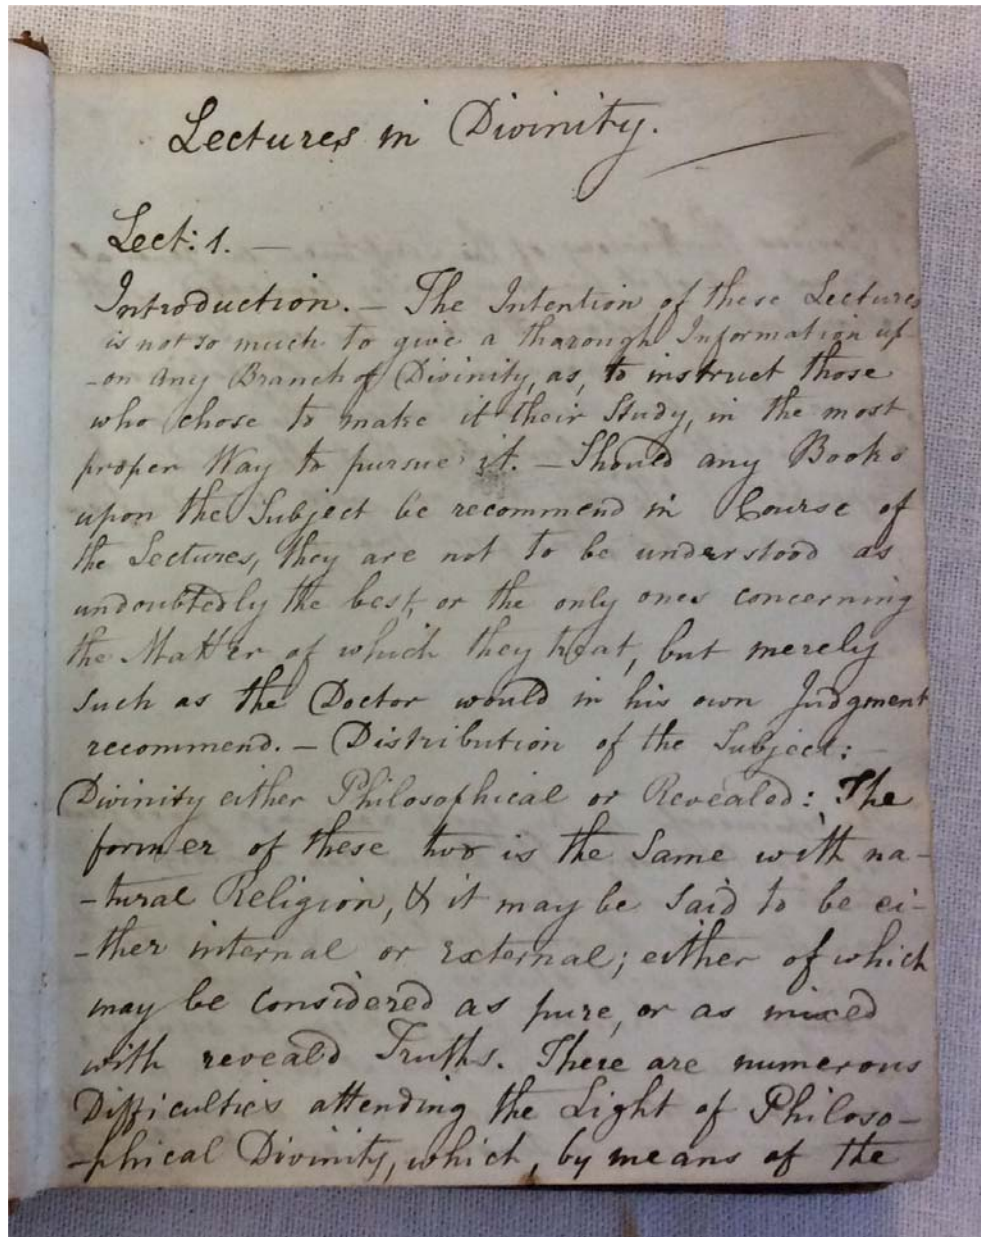 Lectures in Divinity.
Lect: 1. —
Introduction. — The Intention of these Lectures
is not so much to give a thorough Information up-
-on any Branch of Divinity, as, to instruct those
who chose to make it their Study, in the most
proper Way to pursue it. — Should any Books
upon the Subject be recommend in Course of
the Lectures, they are not to be understood as
undoubtedly the best, or the only ones concerning
the Matter of which they treat, but merely
such as the Doctor would in his own Judgment
recommend. — Distribution of the Subject: —
Divinity either Philosophical or Revealed: The
former of these two is the Same with na-
-tural Religion, & it may be Said to be ei-
-ther internal or external; either of which
may be considered as pure, or as mixed
with reveald Truths. There are numerous
Difficulties attending the Light of Philoso-
-phical Divinity, which, by means of the